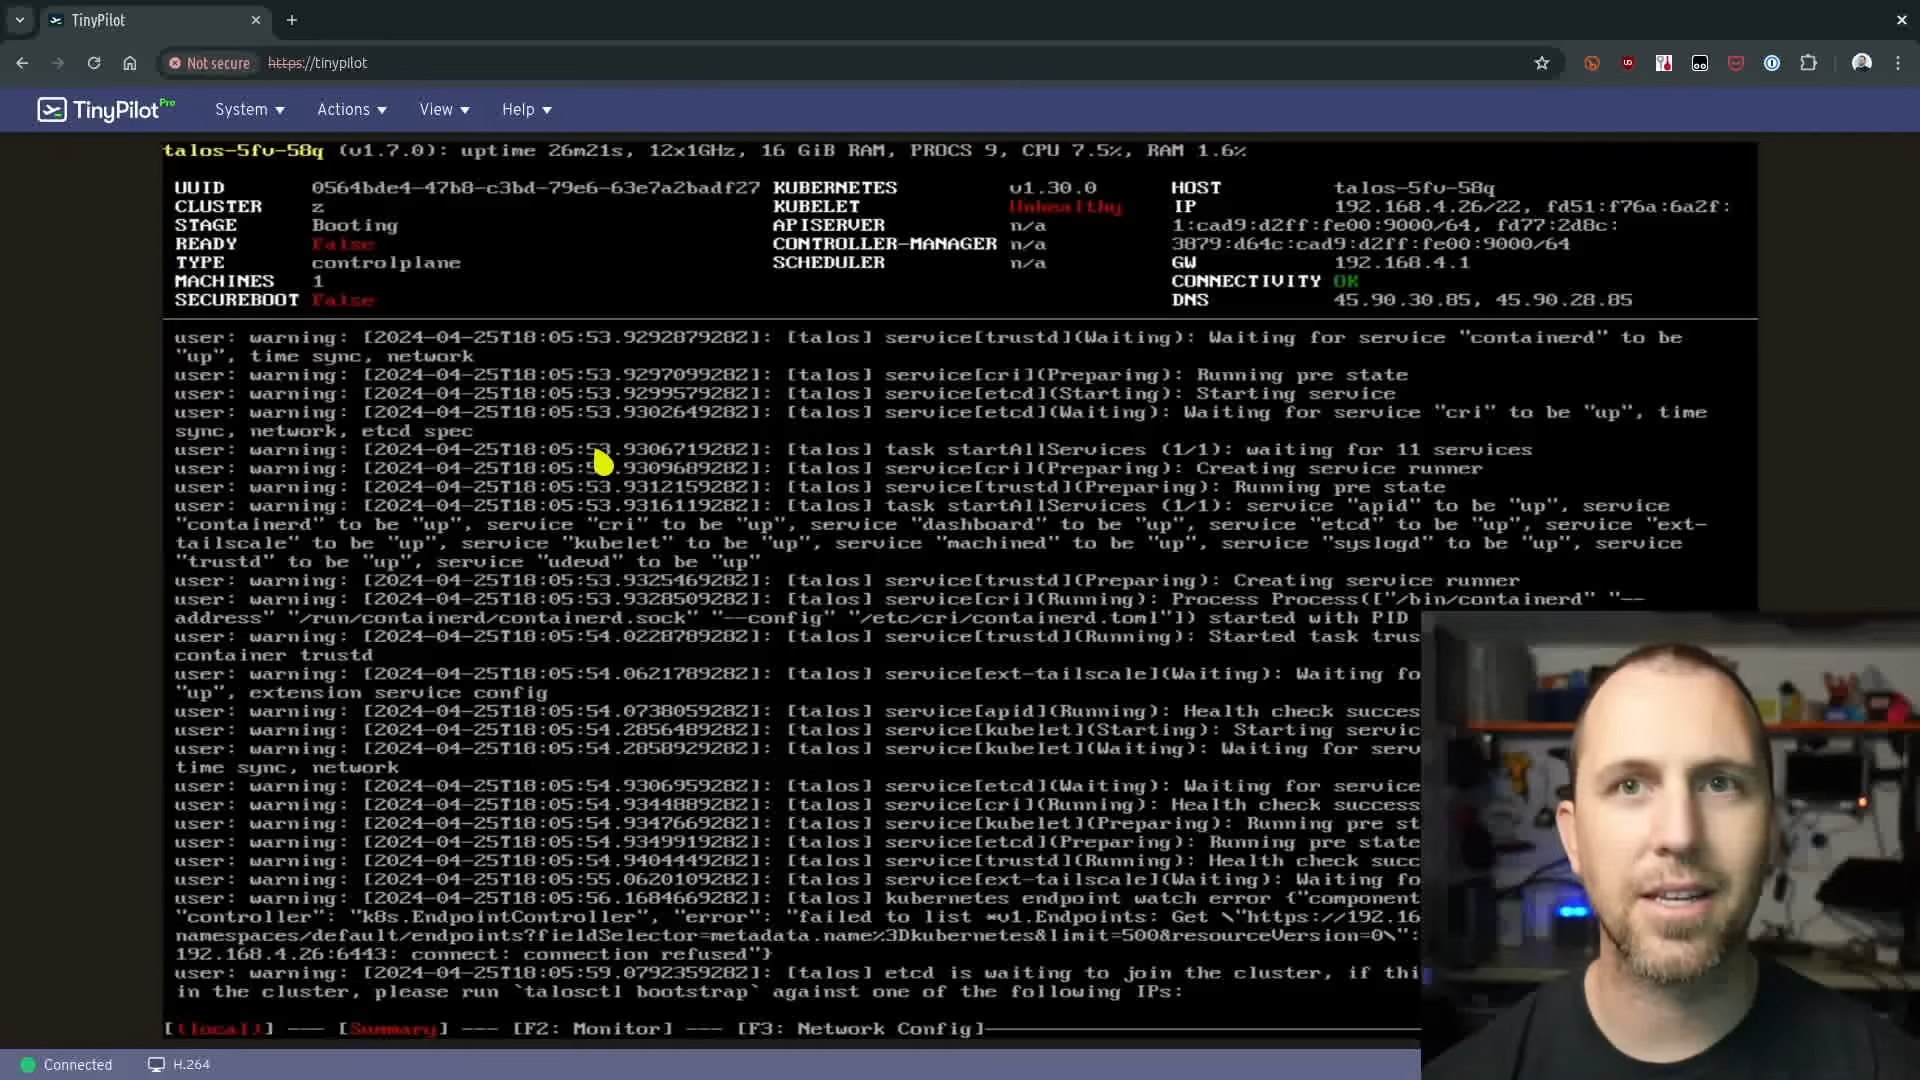 TinyPilot
Not secure https://tinypilot
TinyPilot Pro System Actions View Help
talos-5fv-58q (v1.7.0): uptime 26m21s, 12x1GHz, 16 GiB RAM, PROCS 9, CPU 7.5%, RAM 1.6%
UUID 0564bde4-47b8-c3bd-79e6-63e7a2badf27 KUBERNETES v1.30.0 HOST talos-5fv-58q
CLUSTER z KUBELET Unhealthy IP 192.168.4.26/22, fd51:f76a:6a2f:
STAGE Booting APISERVER n/a 1:cad9:d2ff:fe00:9000/64, fd77:2d8c:
READY False CONTROLLER-MANAGER n/a 3879:d64c:cad9:d2ff:fe00:9000/64
TYPE controlplane SCHEDULER n/a GW 192.168.4.1
MACHINES 1 CONNECTIVITY OK
SECUREBOOT False DNS 45.90.30.85, 45.90.28.85
user: warning: [2024-04-25T18:05:53.929287928Z]: [talos] service[trustd](Waiting): Waiting for service "containerd" to be
"up", time sync, network
user: warning: [2024-04-25T18:05:53.929709928Z]: [talos] service[cri](Preparing): Running pre state
user: warning: [2024-04-25T18:05:53.929957928Z]: [talos] service[etcd](Starting): Starting service
user: warning: [2024-04-25T18:05:53.930264928Z]: [talos] service[etcd](Waiting): Waiting for service "cri" to be "up", time
sync, network, etcd spec
user: warning: [2024-04-25T18:05:53.930671928Z]: [talos] task startAllServices (1/1): waiting for 11 services
user: warning: [2024-04-25T18:05:53.930968928Z]: [talos] service[cri](Preparing): Creating service runner
user: warning: [2024-04-25T18:05:53.931215928Z]: [talos] service[trustd](Preparing): Running pre state
user: warning: [2024-04-25T18:05:53.931611928Z]: [talos] task startAllServices (1/1): service "apid" to be "up", service
"containerd" to be "up", service "cri" to be "up", service "dashboard" to be "up", service "etcd" to be "up", service "ext-
tailscale" to be "up", service "kubelet" to be "up", service "machined" to be "up", service "syslogd" to be "up", service
"trustd" to be "up", service "udevd" to be "up"
user: warning: [2024-04-25T18:05:53.932546928Z]: [talos] service[trustd](Preparing): Creating service runner
user: warning: [2024-04-25T18:05:53.932850928Z]: [talos] service[cri](Running): Process Process(["/bin/containerd" "--
address" "/run/containerd/containerd.sock" "--config" "/etc/cri/containerd.toml"]) started with PID
user: warning: [2024-04-25T18:05:54.022878928Z]: [talos] service[trustd](Running): Started task trus
container trustd
user: warning: [2024-04-25T18:05:54.062178928Z]: [talos] service[ext-tailscale](Waiting): Waiting fo
"up", extension service config
user: warning: [2024-04-25T18:05:54.073805928Z]: [talos] service[apid](Running): Health check succes
user: warning: [2024-04-25T18:05:54.285648928Z]: [talos] service[kubelet](Starting): Starting servic
user: warning: [2024-04-25T18:05:54.285892928Z]: [talos] service[kubelet](Waiting): Waiting for serv
time sync, network
user: warning: [2024-04-25T18:05:54.930695928Z]: [talos] service[etcd](Waiting): Waiting for service
user: warning: [2024-04-25T18:05:54.934488928Z]: [talos] service[cri](Running): Health check success
user: warning: [2024-04-25T18:05:54.934766928Z]: [talos] service[kubelet](Preparing): Running pre st
user: warning: [2024-04-25T18:05:54.934991928Z]: [talos] service[etcd](Preparing): Running pre state
user: warning: [2024-04-25T18:05:54.940444928Z]: [talos] service[trustd](Running): Health check succ
user: warning: [2024-04-25T18:05:55.062010928Z]: [talos] service[ext-tailscale](Waiting): Waiting fo
user: warning: [2024-04-25T18:05:56.168466928Z]: [talos] kubernetes endpoint watch error {"component
"controller": "k8s.EndpointController", "error": "failed to list *v1.Endpoints: Get \"https://192.16
namespaces/default/endpoints?fieldSelector=metadata.name%3Dkubernetes&limit=500&resourceVersion=0\":
192.168.4.26:6443: connect: connection refused"}
user: warning: [2024-04-25T18:05:59.079235928Z]: [talos] etcd is waiting to join the cluster, if thi
in the cluster, please run `talosctl bootstrap` against one of the following IPs:
[(local)] --- [Summary] --- [F2: Monitor] --- [F3: Network Config]
Connected H.264